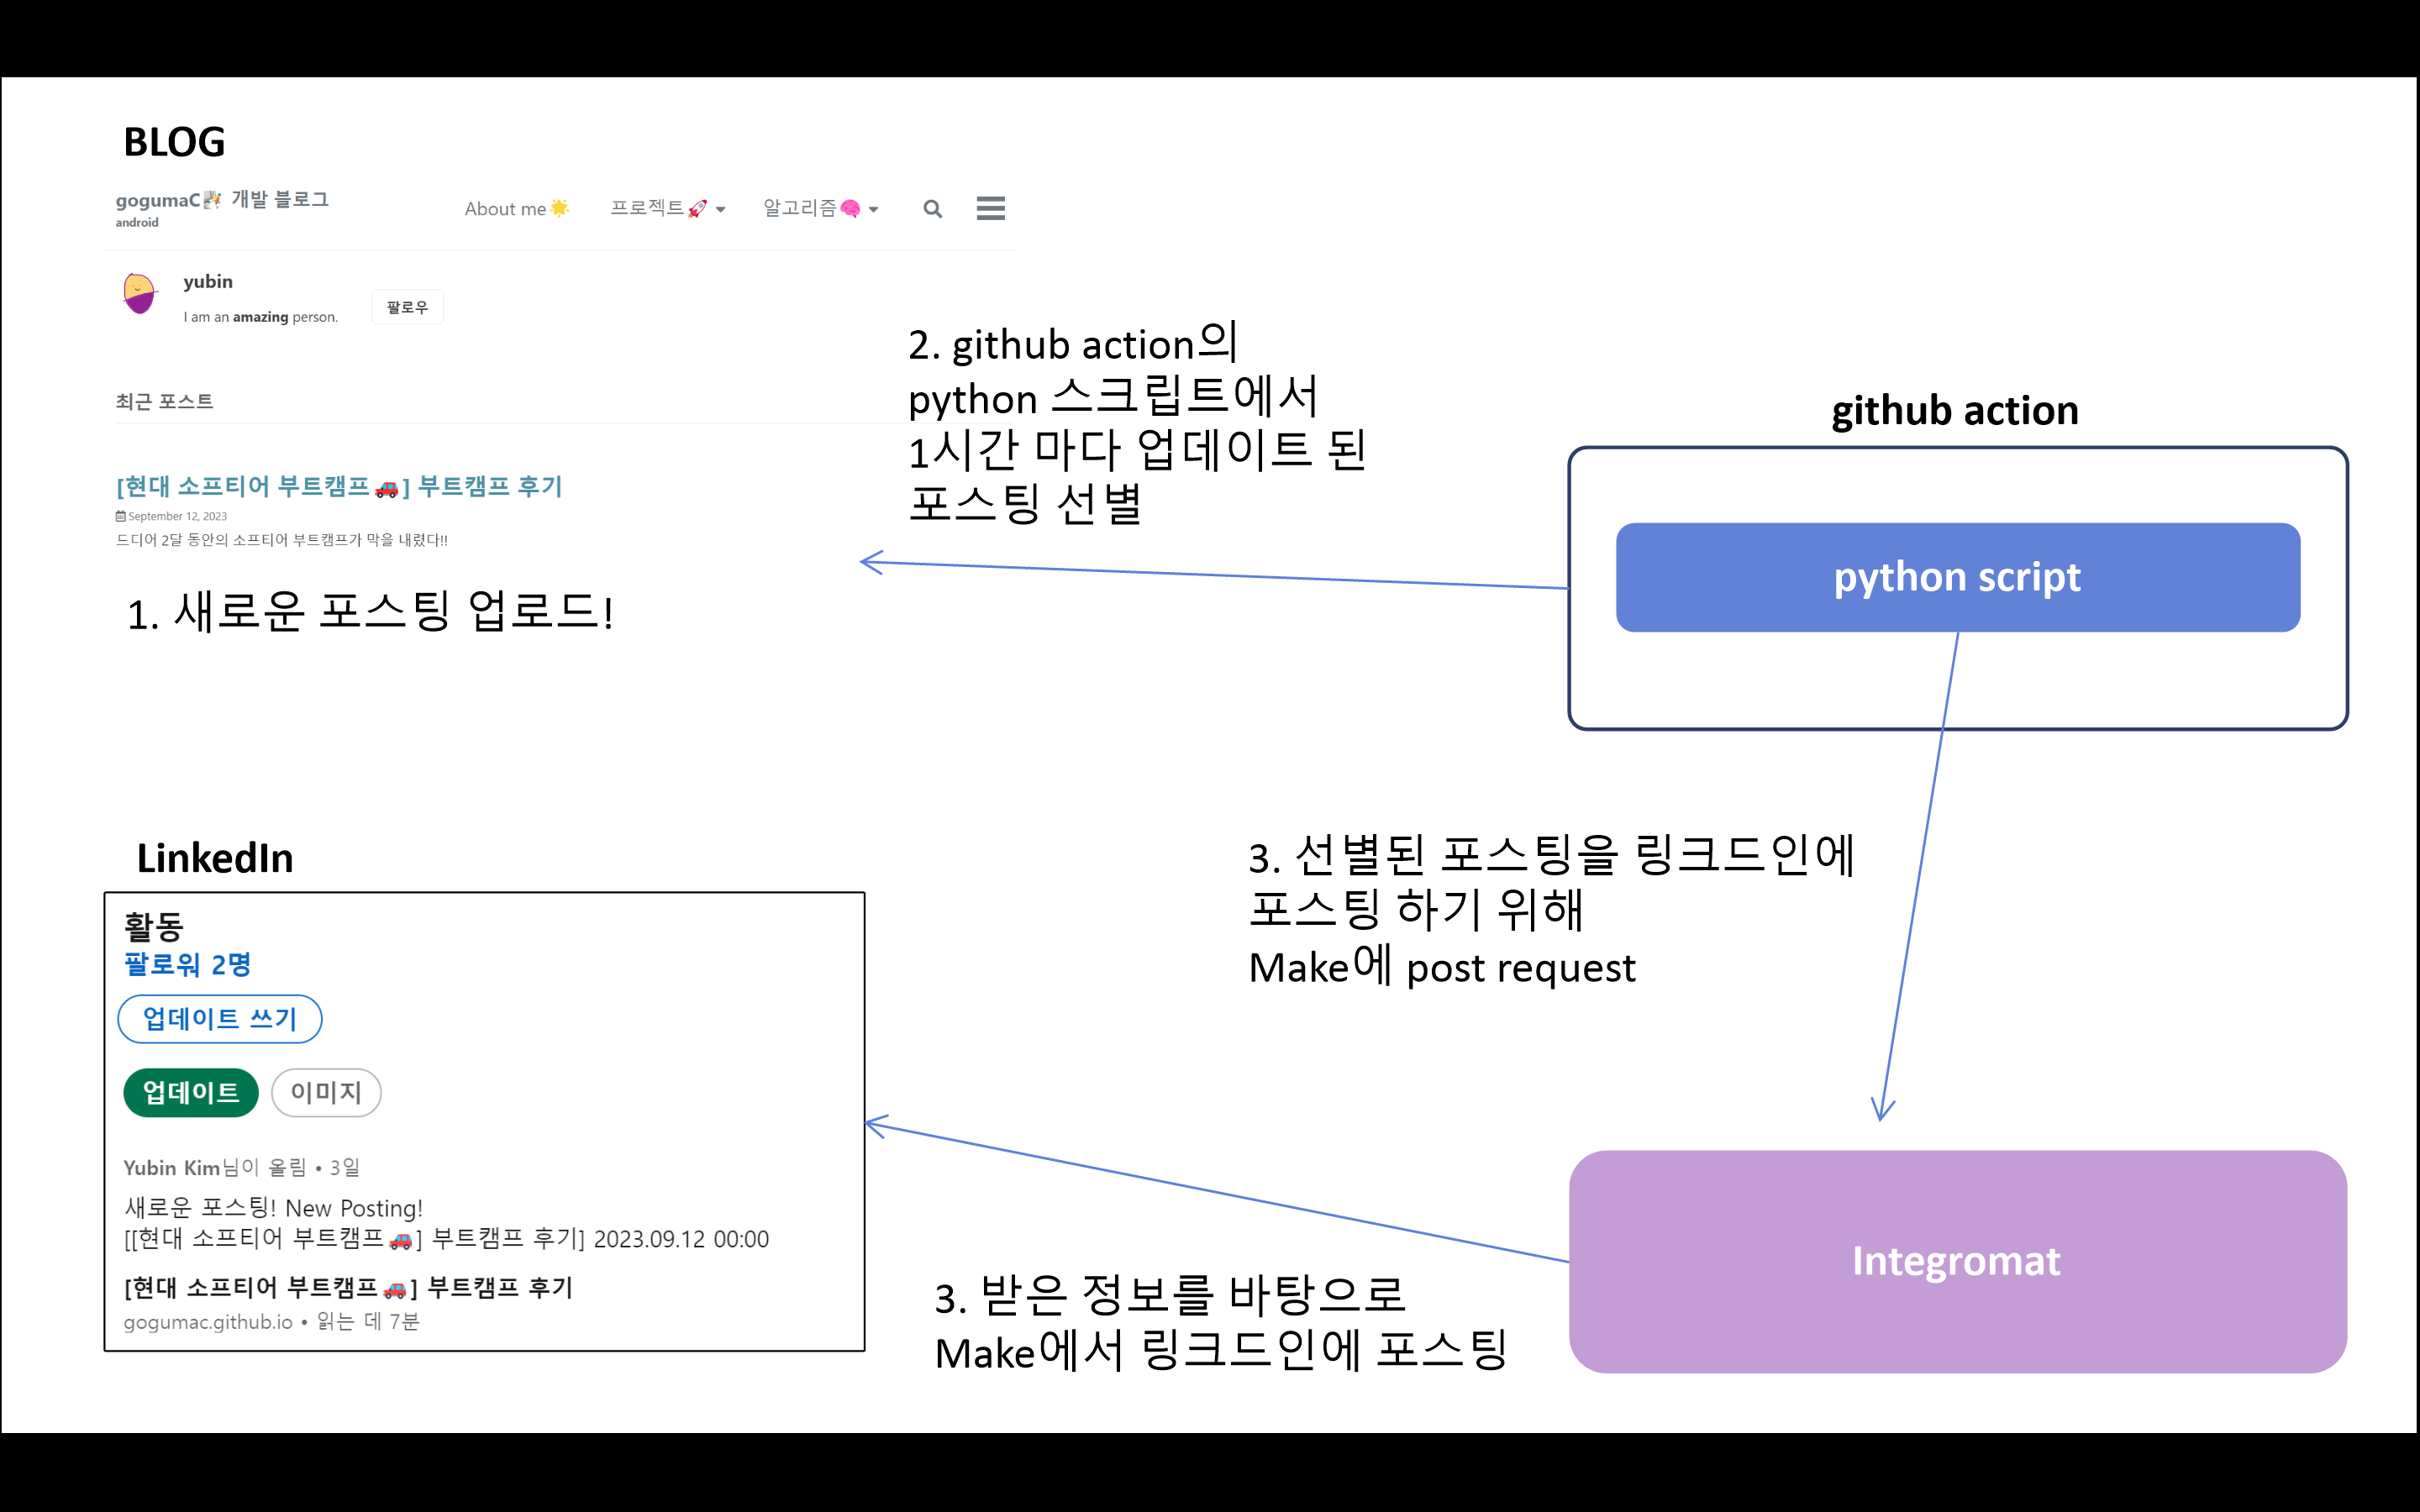 BLOG
gogumaC🧚 개발 블로그
android
About me🌟 프로젝트🚀 알고리즘🧠
yubin
I am an amazing person.
팔로우
최근 포스트
[현대 소프티어 부트캠프🚗] 부트캠프 후기
September 12, 2023
드디어 2달 동안의 소프티어 부트캠프가 막을 내렸다!!
1. 새로운 포스팅 업로드!
2. github action의
python 스크립트에서
1시간 마다 업데이트 된
포스팅 선별
github action
python script
3. 선별된 포스팅을 링크드인에
포스팅 하기 위해
Make에 post request
LinkedIn
활동
팔로워 2명
업데이트 쓰기
업데이트 이미지
Yubin Kim님이 올림 • 3일
새로운 포스팅! New Posting!
[[현대 소프티어 부트캠프🚗] 부트캠프 후기] 2023.09.12 00:00
[현대 소프티어 부트캠프🚗] 부트캠프 후기
gogumac.github.io • 읽는 데 7분
3. 받은 정보를 바탕으로
Make에서 링크드인에 포스팅
Integromat